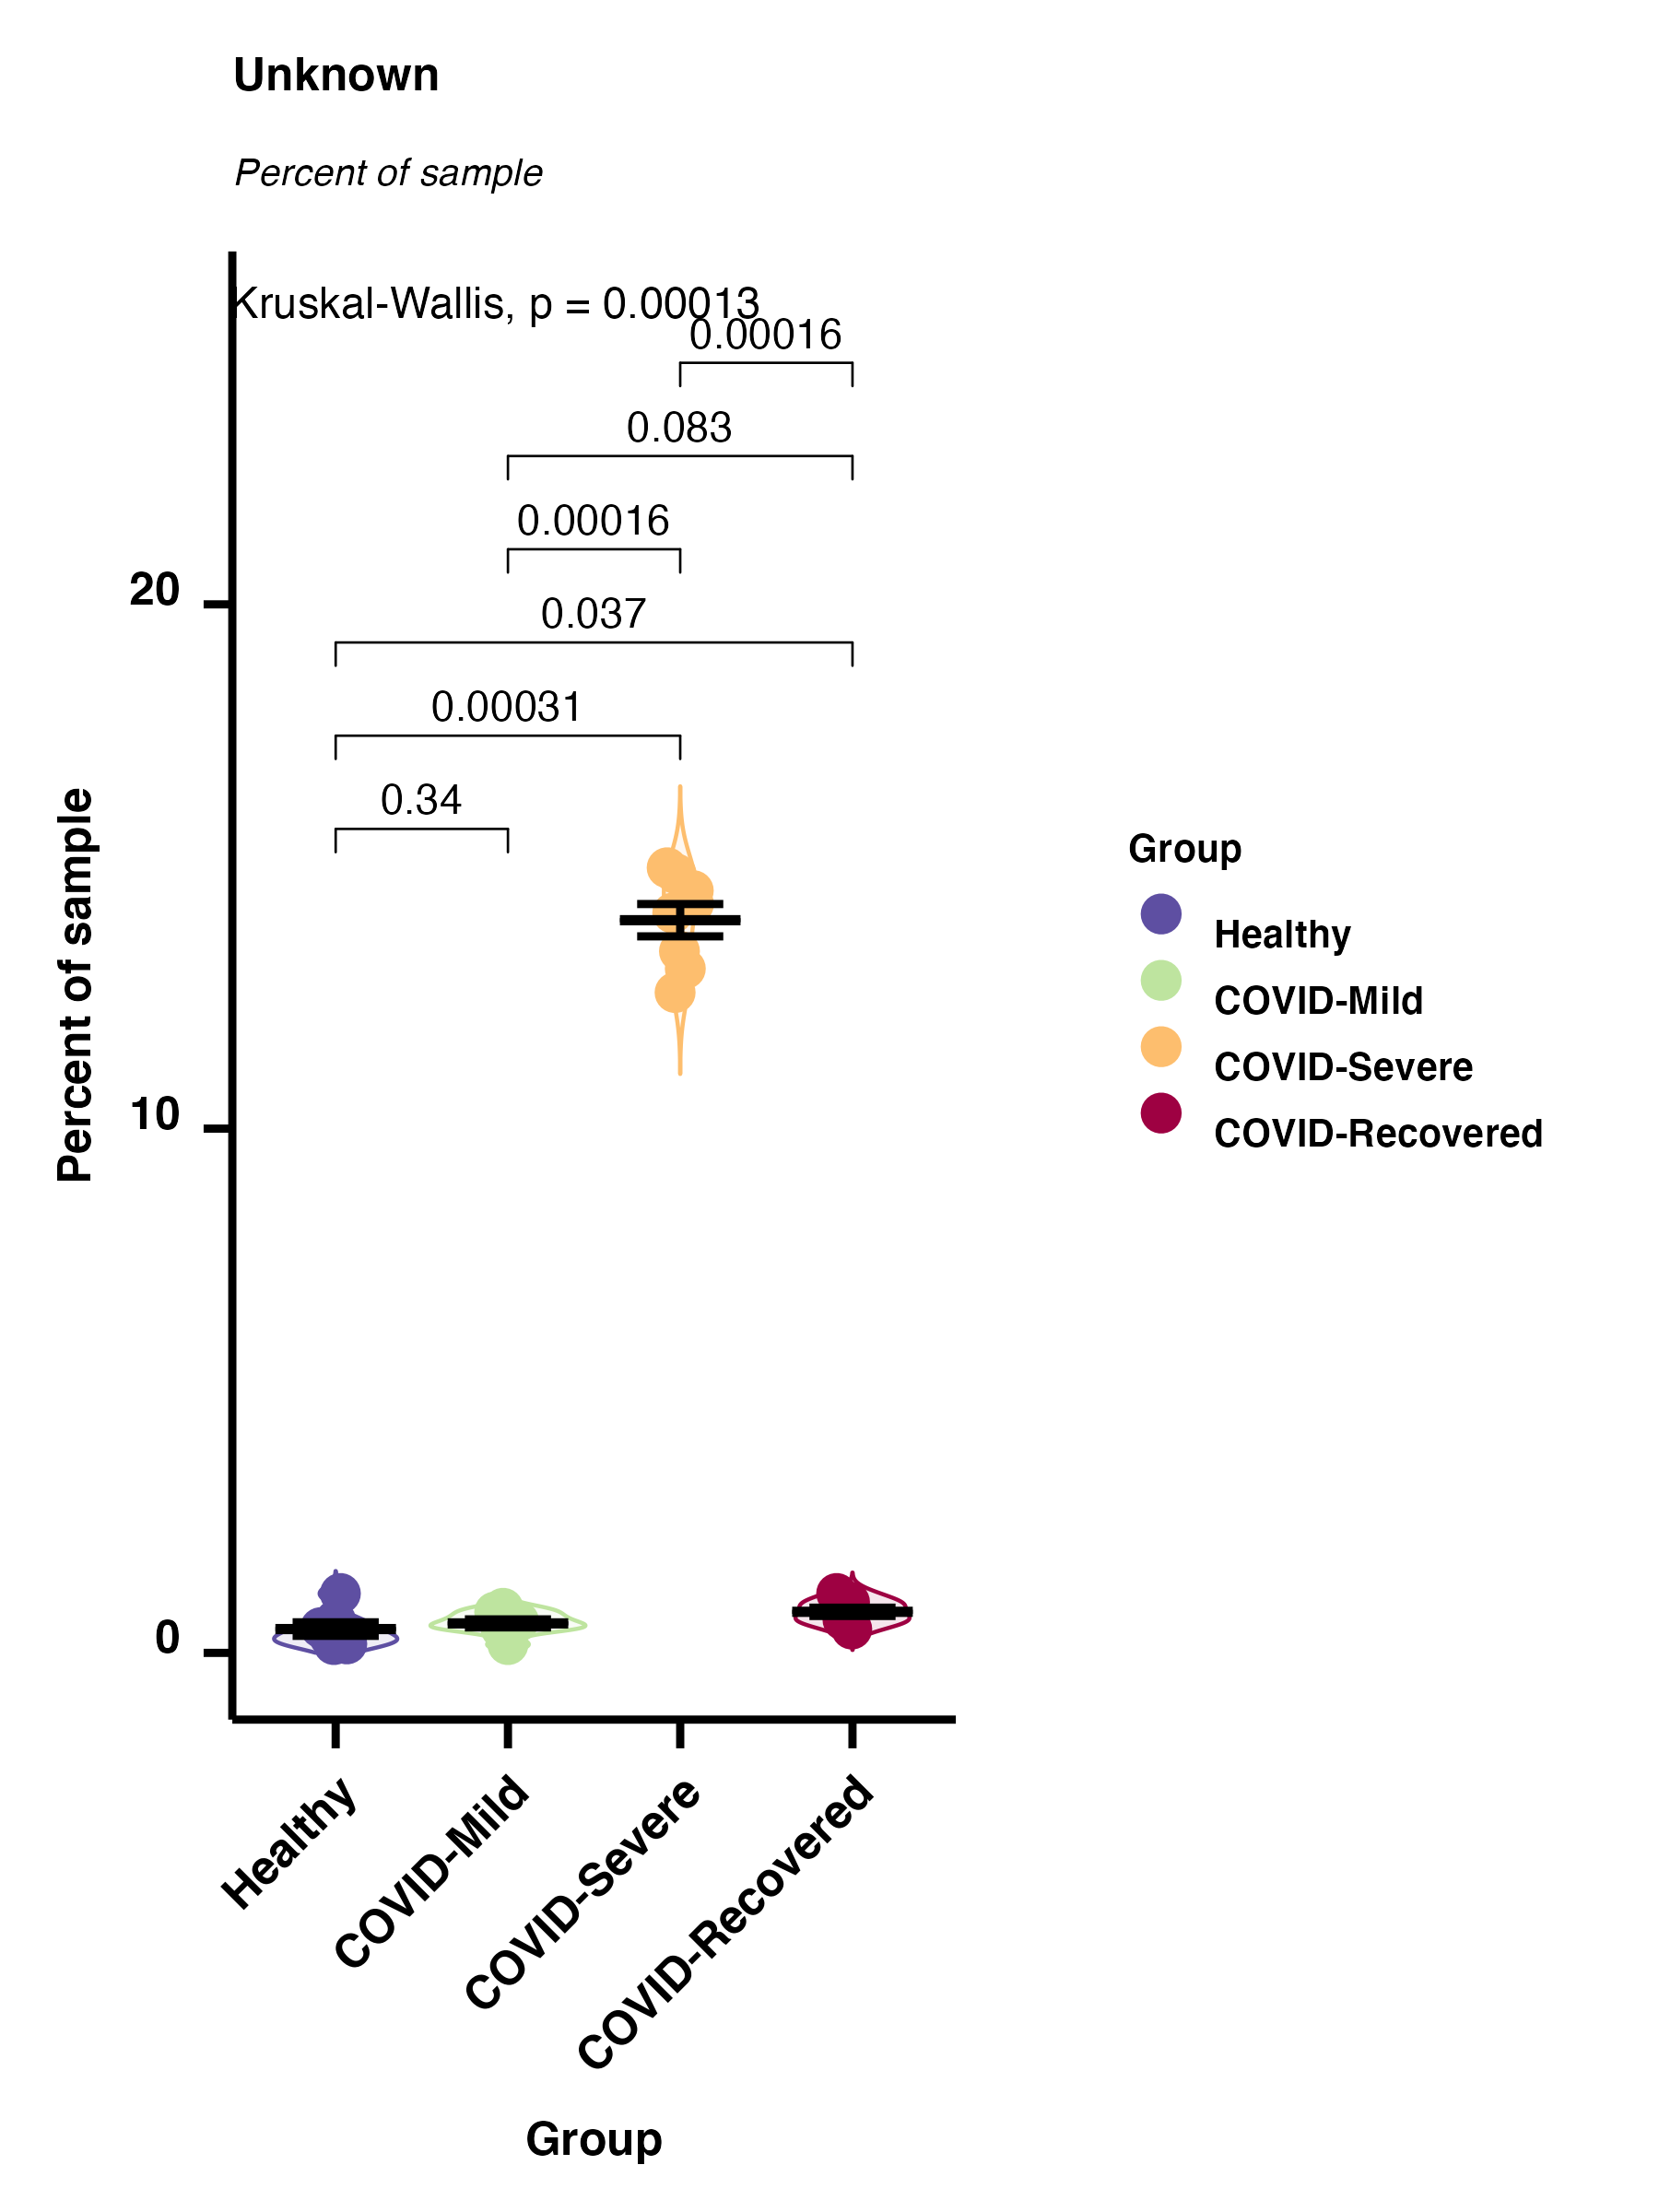 Unknown
Percent of sample
Kruskal-Wallis, p = 0.00013
0.00016
0.083
0.00016
0.037
0.00031
0.34
20
10
0
Percent of sample
Healthy
COVID-Mild
COVID-Severe
COVID-Recovered
Group
Group
Healthy
COVID-Mild
COVID-Severe
COVID-Recovered